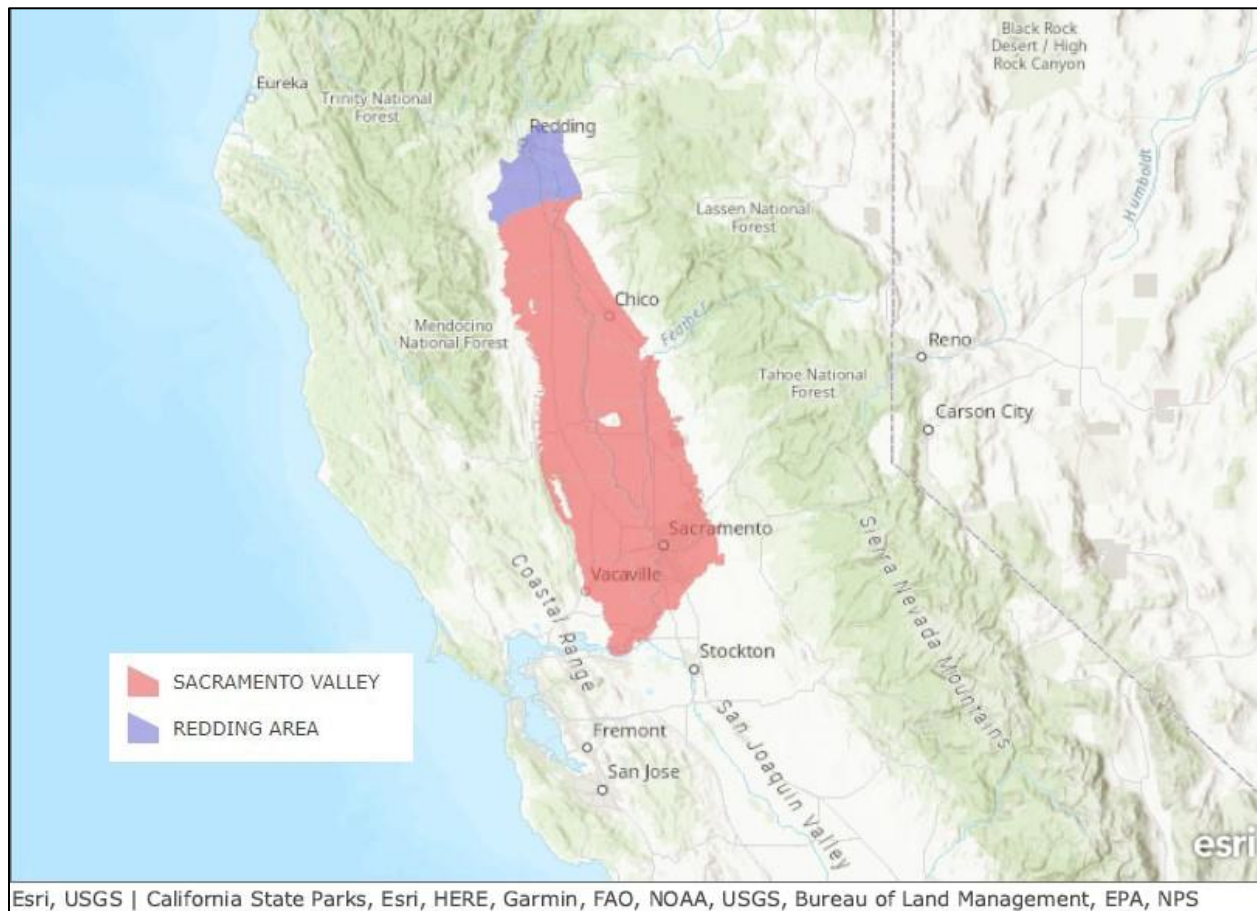 Black Rock
Desert / High
Rock Canyon
Eureka
Trinity National
Forest
Redding
Humboldt
Lassen National
Forest
Chico
Feather
Mendocino
National Forest
Reno
Tahoe National
Forest
Carson City
Sacramento
Sierra Nevada Mountains
Coastal Range
Vacaville
Stockton
SACRAMENTO VALLEY
REDDING AREA
San Joaquin Valley
Fremont
San Jose
esri
Esri, USGS | California State Parks, Esri, HERE, Garmin, FAO, NOAA, USGS, Bureau of Land Management, EPA, NPS